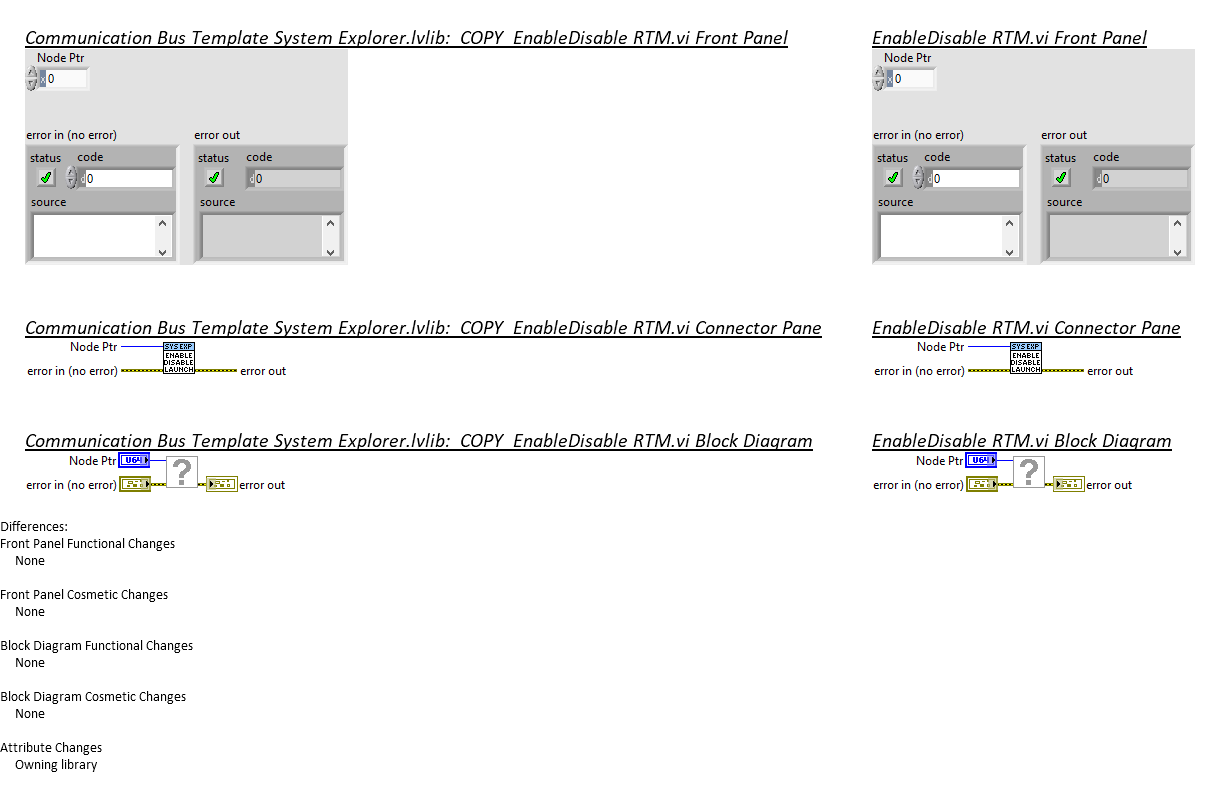 Communication Bus Template System Explorer.lvlib:  COPY  EnableDisable RTM.vi Front Panel
Node Ptr
x 0
error in (no error)
error out
status
code
d 0
source
status
code
d 0
source
EnableDisable RTM.vi Front Panel
Node Ptr
x 0
error in (no error)
error out
status
code
d 0
source
status
code
d 0
source
Communication Bus Template System Explorer.lvlib:  COPY  EnableDisable RTM.vi Connector Pane
Node Ptr
SYS EXP
ENABLE
DISABLE
LAUNCH
error in (no error)
error out
EnableDisable RTM.vi Connector Pane
Node Ptr
SYS EXP
ENABLE
DISABLE
LAUNCH
error in (no error)
error out
Communication Bus Template System Explorer.lvlib:  COPY  EnableDisable RTM.vi Block Diagram
Node Ptr
U64
?
error in (no error)
error out
EnableDisable RTM.vi Block Diagram
Node Ptr
U64
?
error in (no error)
error out
Differences:
Front Panel Functional Changes
None
Front Panel Cosmetic Changes
None
Block Diagram Functional Changes
None
Block Diagram Cosmetic Changes
None
Attribute Changes
Owning library